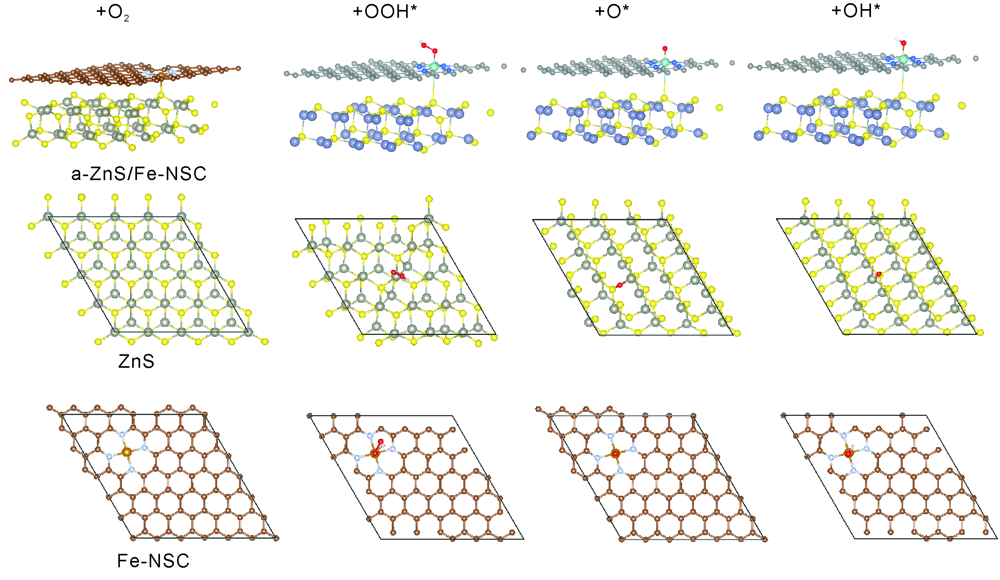 +O₂
+OOH*
+O*
+OH*
a-ZnS/Fe-NSC
ZnS
Fe-NSC